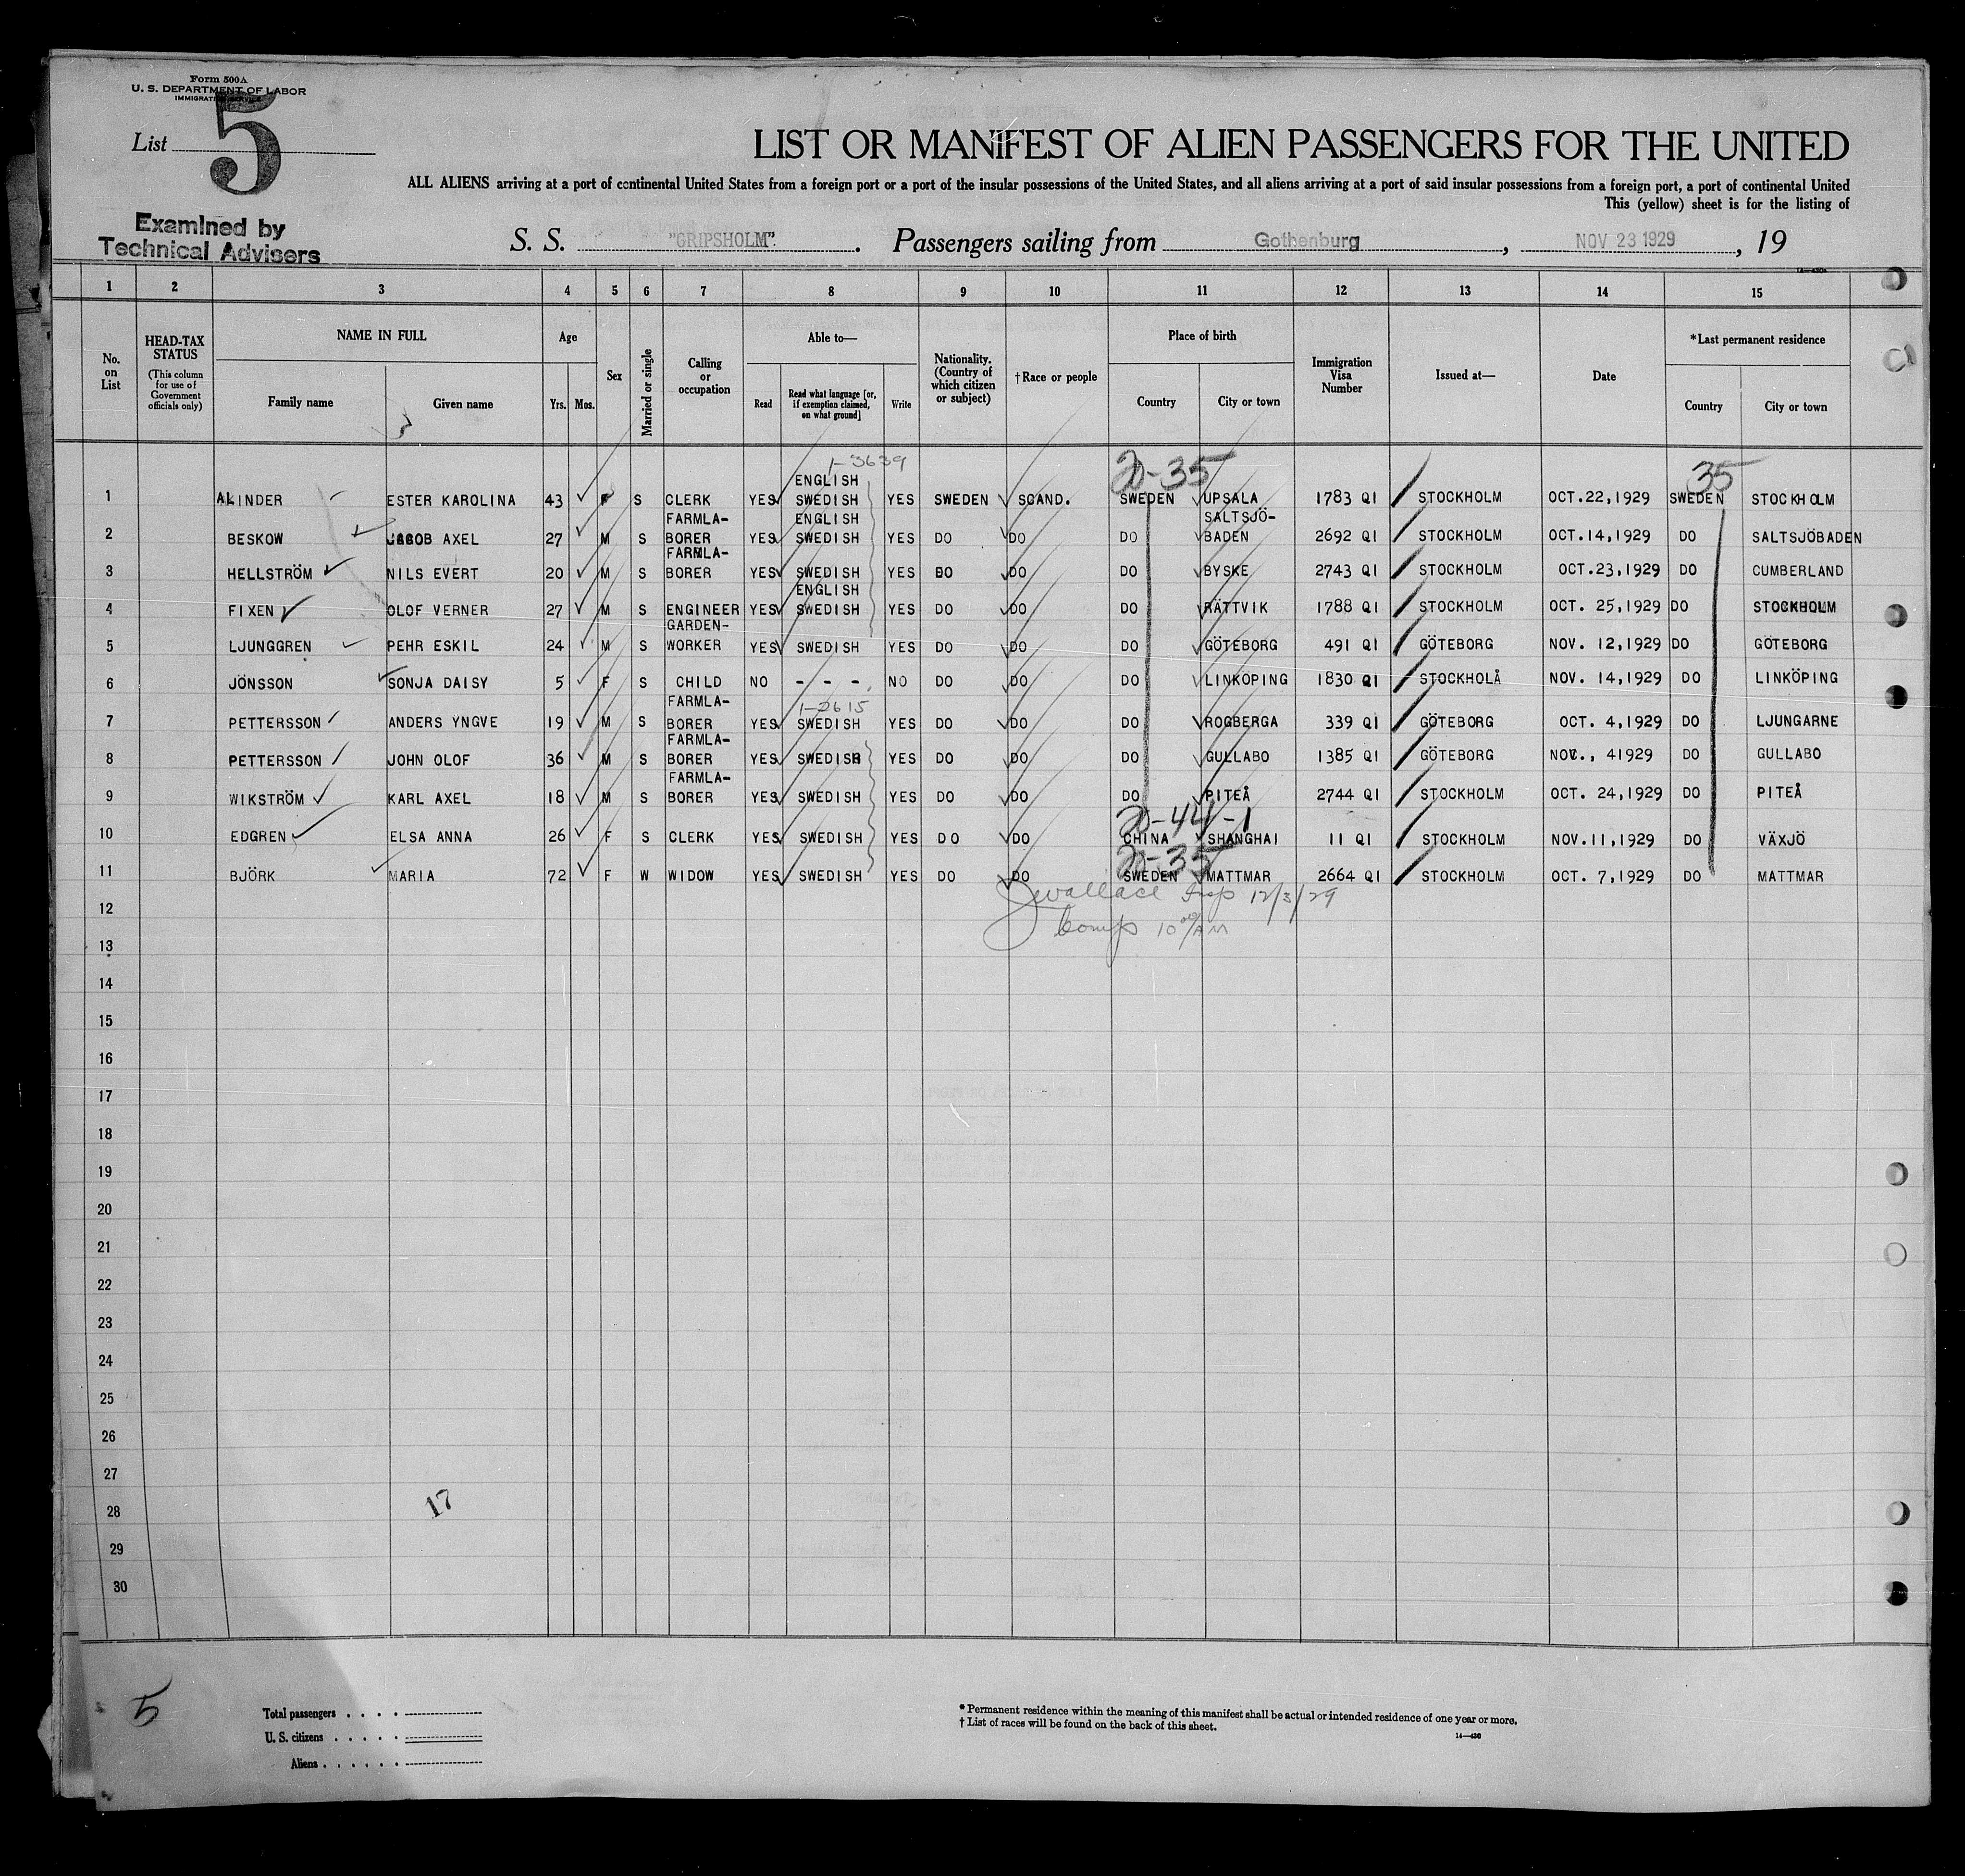 Form 500A
U. S. DEPARTMENT OF LABOR
IMMIGRATION SERVICE
List 5
LIST OR MANIFEST OF ALIEN PASSENGERS FOR THE UNITED
ALL ALIENS arriving at a port of continental United States from a foreign port or a port of the insular possessions of the United States, and all aliens arriving at a port of said insular possessions from a foreign port, a port of continental United
This (yellow) sheet is for the listing of
Examined by
Technical Advisers
S. S. "GRIPSHOLM". Passengers sailing from Gothenburg, NOV 23 1929, 19
1 2 3 4 5 6 7 8 9 10 11 12 13 14 15
No. on List
HEAD-TAX STATUS (This column for use of Government officials only)
NAME IN FULL
Family name Given name
Age
Yrs. Mos.
Sex
Married or single
Calling or occupation
Able to—
Read
Read what language [or, if exemption claimed, on what ground]
Write
Nationality. (Country of which citizen or subject)
† Race or people
Place of birth
Country City or town
Immigration Visa Number
Issued at—
Date
*Last permanent residence
Country City or town
1-3639 20-35 35
1 ALINDER ESTER KAROLINA 43 F S CLERK YES ENGLISH SWEDISH YES SWEDEN SCAND. SWEDEN UPSALA 1783 QI STOCKHOLM OCT.22,1929 SWEDEN STOCKHOLM
2 BESKOW JACOB AXEL 27 M S FARMLA-BORER YES ENGLISH SWEDISH YES DO DO DO SALTSJÖ-BADEN 2692 QI STOCKHOLM OCT.14,1929 DO SALTSJÖBADEN
3 HELLSTRÖM NILS EVERT 20 M S FARMLA-BORER YES SWEDISH YES DO DO DO BYSKE 2743 QI STOCKHOLM OCT.23,1929 DO CUMBERLAND
4 FIXEN OLOF VERNER 27 M S ENGINEER YES ENGLISH SWEDISH YES DO DO DO RÄTTVIK 1788 QI STOCKHOLM OCT. 25,1929 DO STOCKHOLM
5 LJUNGGREN PEHR ESKIL 24 M S GARDEN-WORKER YES SWEDISH YES DO DO DO GÖTEBORG 491 QI GÖTEBORG NOV. 12,1929 DO GÖTEBORG
6 JÖNSSON SONJA DAISY 5 F S CHILD NO - - - NO DO DO DO LINKÖPING 1830 QI STOCKHOLÅ NOV. 14,1929 DO LINKÖPING
1-2615
7 PETTERSSON ANDERS YNGVE 19 M S FARMLA-BORER YES SWEDISH YES DO DO DO ROGBERGA 339 QI GÖTEBORG OCT. 4,1929 DO LJUNGARNE
8 PETTERSSON JOHN OLOF 36 M S FARMLA-BORER YES SWEDISH YES DO DO DO GULLABO 1385 QI GÖTEBORG NOV., 41929 DO GULLABO
9 WIKSTRÖM KARL AXEL 18 M S FARMLA-BORER YES SWEDISH YES DO DO DO PITEÅ 2744 QI STOCKHOLM OCT. 24,1929 DO PITEÅ
20-44-1
10 EDGREN ELSA ANNA 26 F S CLERK YES SWEDISH YES DO DO CHINA SHANGHAI 11 QI STOCKHOLM NOV.11,1929 DO VÄXJÖ
20-35
11 BJÖRK MARIA 72 F W WIDOW YES SWEDISH YES DO DO SWEDEN MATTMAR 2664 QI STOCKHOLM OCT. 7,1929 DO MATTMAR
12 Jwallace Insp 12/3/29
Comp 10 00/AM
13
14
15
16
17
18
19
20
21
22
23
24
25
26
27
28 17
29
30
5
Total passengers
U. S. citizens
Aliens
* Permanent residence within the meaning of this manifest shall be actual or intended residence of one year or more.
† List of races will be found on the back of this sheet.
14—430